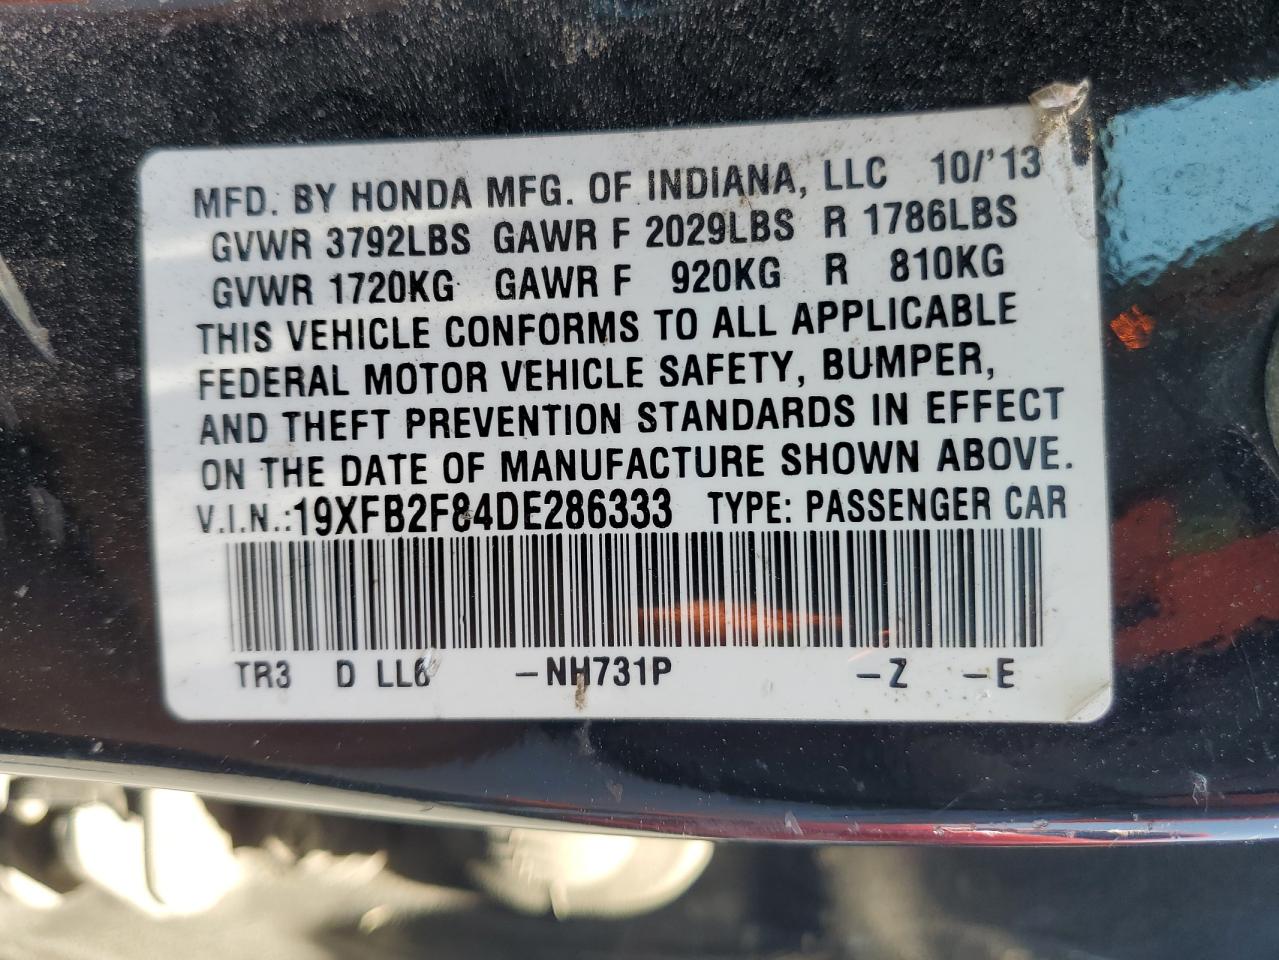 MFD. BY HONDA MFG. OF INDIANA, LLC 10/'13
GVWR 3792LBS GAWR F 2029LBS R 1786LBS
GVWR 1720KG GAWR F 920KG R 810KG
THIS VEHICLE CONFORMS TO ALL APPLICABLE
FEDERAL MOTOR VEHICLE SAFETY, BUMPER,
AND THEFT PREVENTION STANDARDS IN EFFECT
ON THE DATE OF MANUFACTURE SHOWN ABOVE.
V.I.N.:19XFB2F84DE286333 TYPE: PASSENGER CAR
TR3 D LL6 –NH731P –Z –E